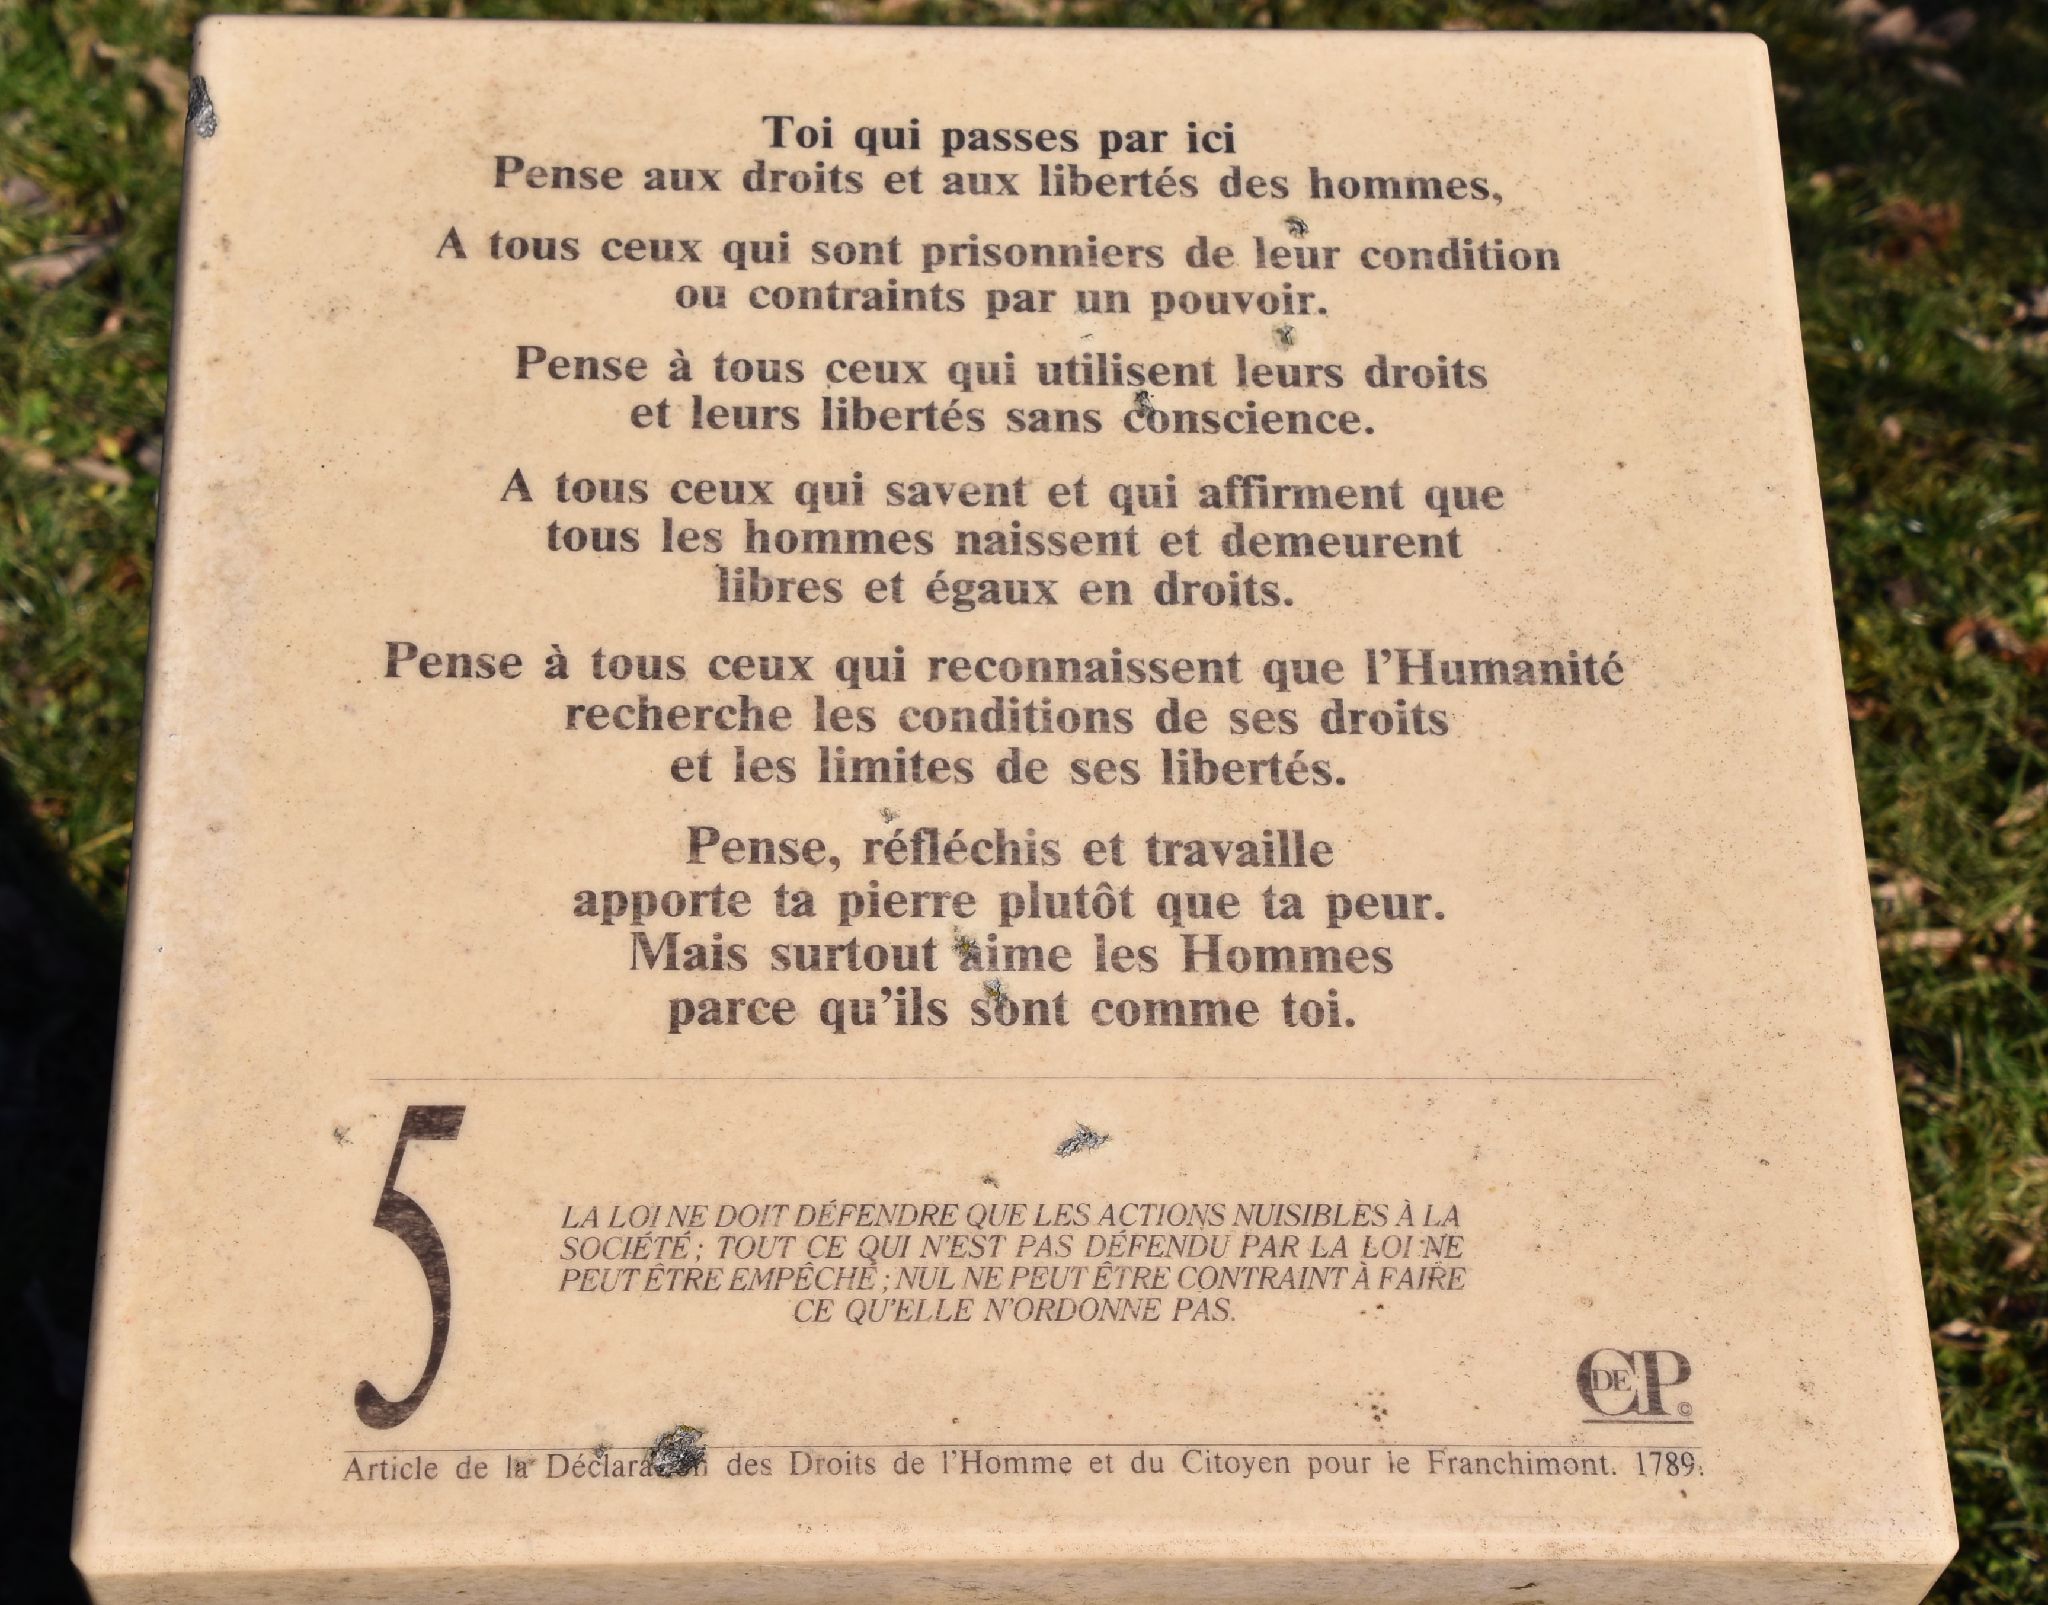 Toi qui passes par ici
Pense aux droits et aux libertés des hommes,
A tous ceux qui sont prisonniers de leur condition
ou contraints par un pouvoir.
Pense à tous ceux qui utilisent leurs droits
et leurs libertés sans conscience.
A tous ceux qui savent et qui affirment que
tous les hommes naissent et demeurent
libres et égaux en droits.
Pense à tous ceux qui reconnaissent que l'Humanité
recherche les conditions de ses droits
et les limites de ses libertés.
Pense, réfléchis et travaille
apporte ta pierre plutôt que ta peur.
Mais surtout aime les Hommes
parce qu'ils sont comme toi.
5
LA LOI NE DOIT DÉFENDRE QUE LES ACTIONS NUISIBLES À LA
SOCIÉTÉ ; TOUT CE QUI N'EST PAS DÉFENDU PAR LA LOI NE
PEUT ÊTRE EMPÊCHÉ ; NUL NE PEUT ÊTRE CONTRAINT À FAIRE
CE QU'ELLE N'ORDONNE PAS.
C DE P ©
Article de la Déclaration des Droits de l'Homme et du Citoyen pour le Franchimont. 1789.